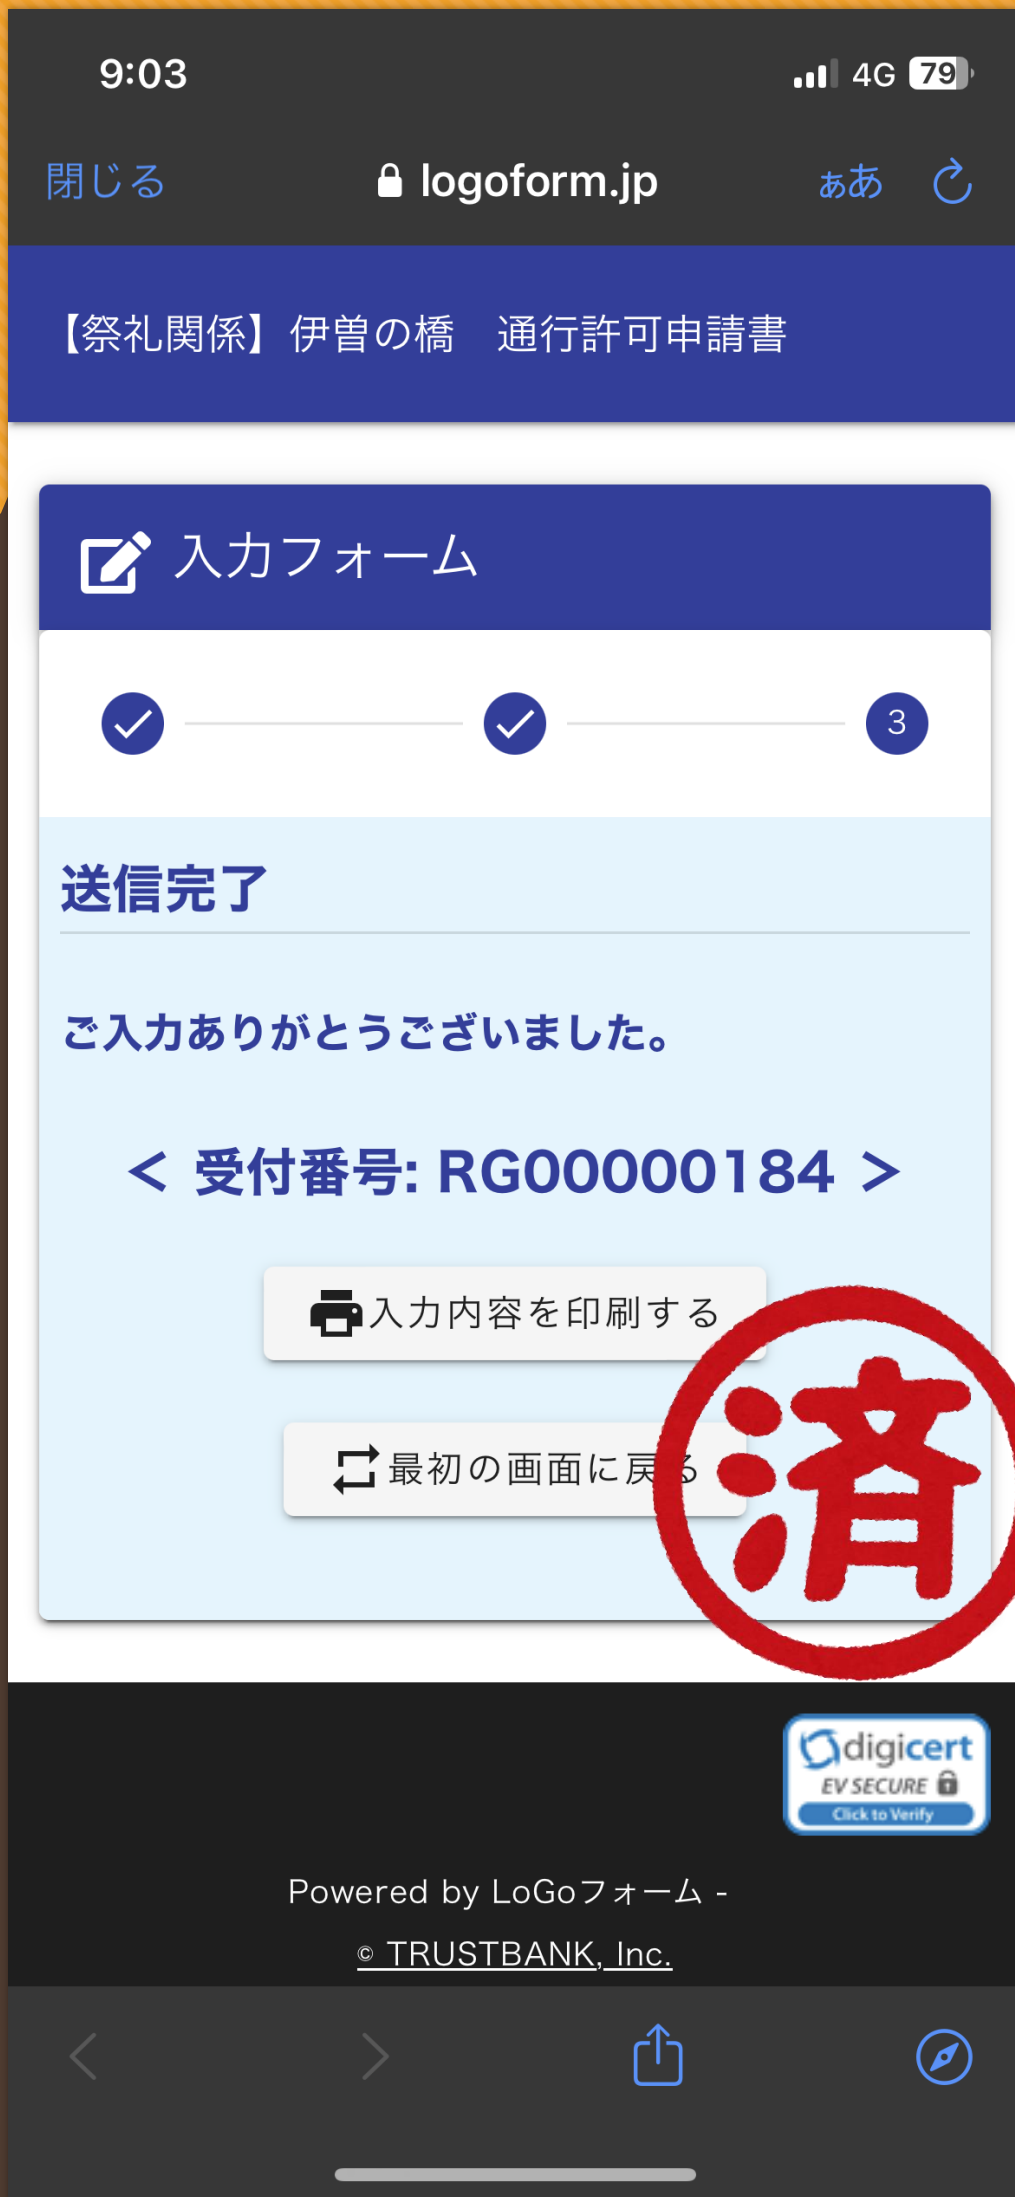 9:03
4G 79
閉じる logoform.jp ぁあ
【祭礼関係】伊曽の橋　通行許可申請書
入力フォーム
3
送信完了
ご入力ありがとうございました。
＜ 受付番号: RG00000184 ＞
入力内容を印刷する
最初の画面に戻る
済
digicert
EV SECURE
Click to Verify
Powered by LoGoフォーム -
© TRUSTBANK, Inc.